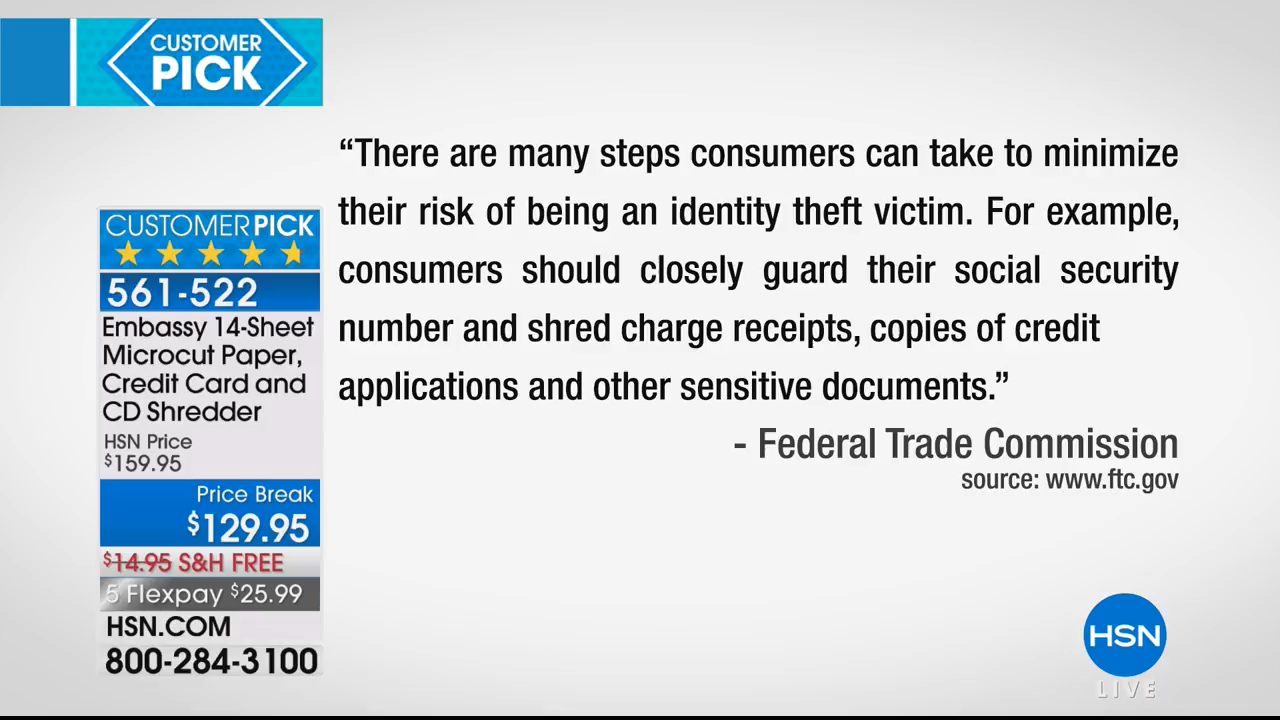 CUSTOMER
PICK
“There are many steps consumers can take to minimize
their risk of being an identity theft victim. For example,
consumers should closely guard their social security
number and shred charge receipts, copies of credit
applications and other sensitive documents.”
- Federal Trade Commission
source: www.ftc.gov
CUSTOMER PICK
561-522
Embassy 14-Sheet
Microcut Paper,
Credit Card and
CD Shredder
HSN Price
$159.95
Price Break
$129.95
$14.95 S&H FREE
5 Flexpay $25.99
HSN.COM
800-284-3100
HSN
LIVE